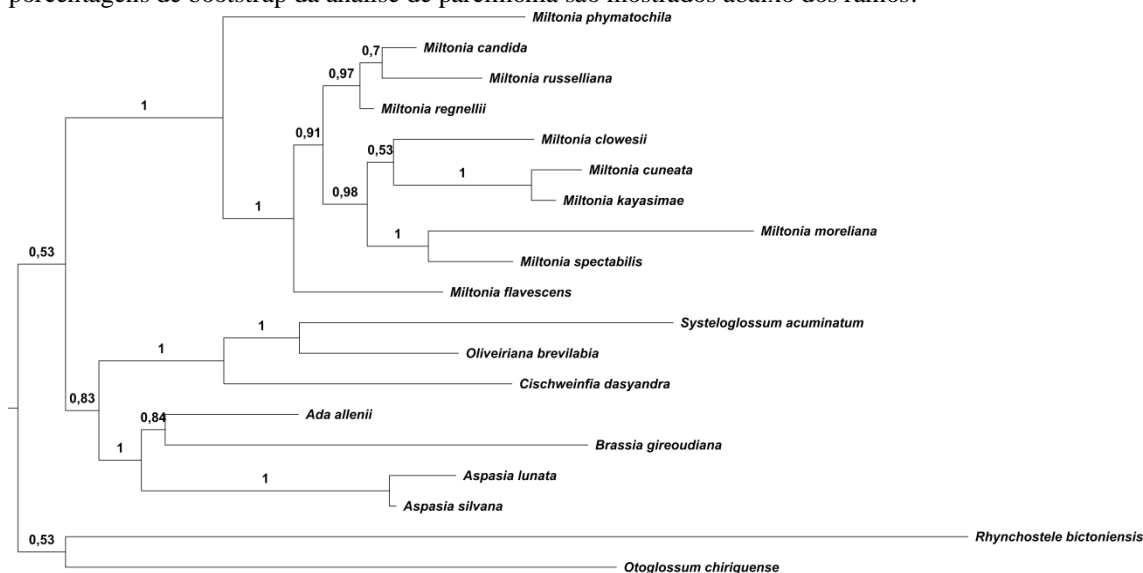 porcentagens de bootstrap da análise de parcimônia são mostrados abaixo dos ramos.
Miltonia phymatochila
0,7
Miltonia candida
0,97
Miltonia russelliana
1
Miltonia regnellii
0,91
Miltonia clowesii
0,53
1
Miltonia cuneata
0,98
Miltonia kayasimae
1
1
Miltonia moreliana
0,53
Miltonia spectabilis
Miltonia flavescens
1
Systeloglossum acuminatum
1
Oliveiriana brevilabia
Cischweinfia dasyandra
0,83
0,84
Ada allenii
1
Brassia gireoudiana
1
Aspasia lunata
Aspasia silvana
0,53
Rhynchostele bictoniensis
Otoglossum chiriquense